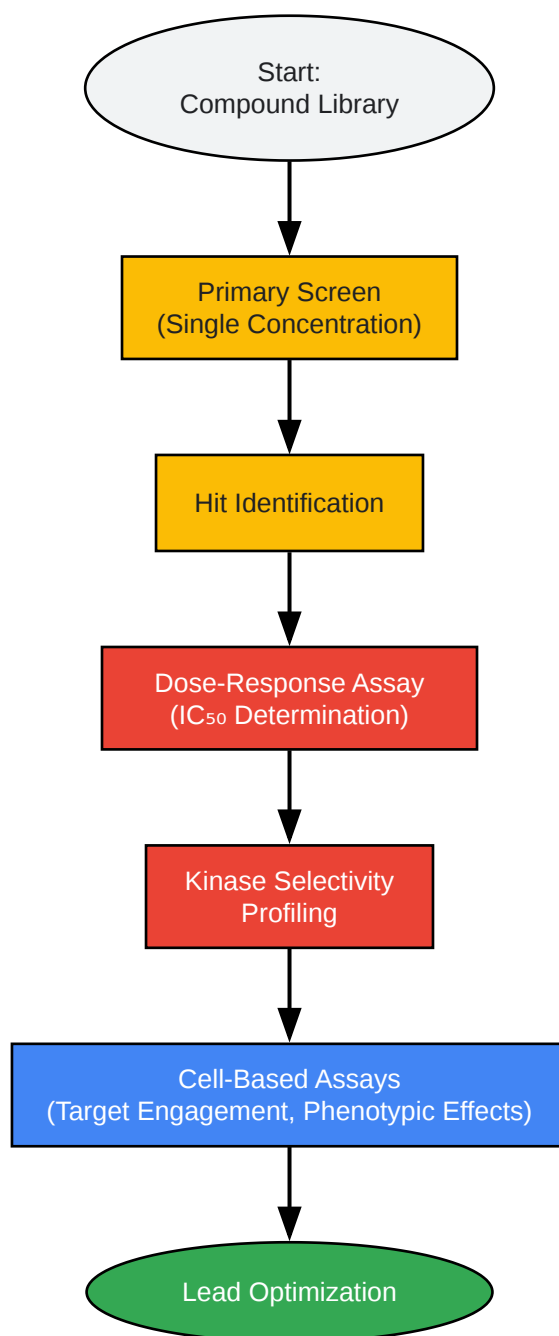 Start:
Compound Library
Primary Screen
(Single Concentration)
Hit Identification
Dose-Response Assay
(IC₅₀ Determination)
Kinase Selectivity
Profiling
Cell-Based Assays
(Target Engagement, Phenotypic Effects)
Lead Optimization